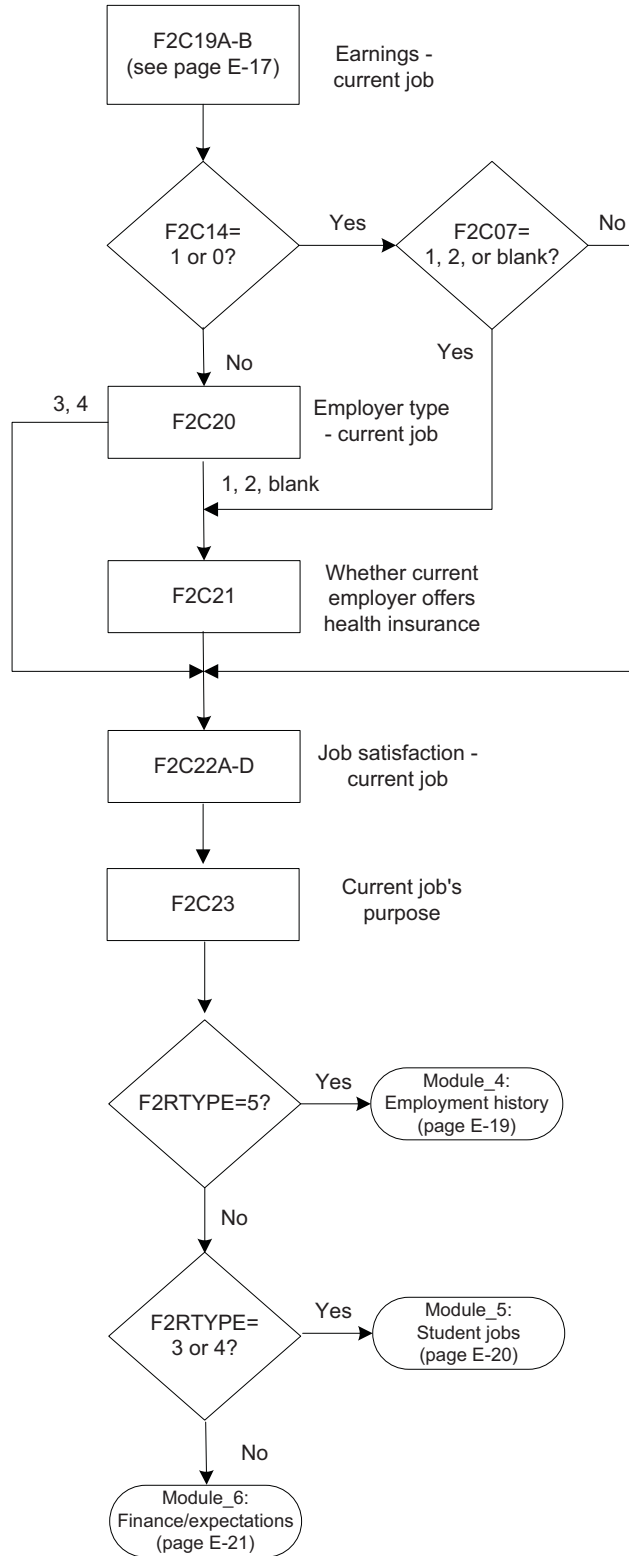 F2C19A-B
(see page E-17)
Earnings -
current job
F2C14=
1 or 0?
Yes
F2C07=
1, 2, or blank?
No
Yes
No
3, 4
F2C20
Employer type
- current job
1, 2, blank
F2C21
Whether current
employer offers
health insurance
F2C22A-D
Job satisfaction -
current job
F2C23
Current job's
purpose
F2RTYPE=5?
Yes
Module_4:
Employment history
(page E-19)
No
F2RTYPE=
3 or 4?
Yes
Module_5:
Student jobs
(page E-20)
No
Module_6:
Finance/expectations
(page E-21)